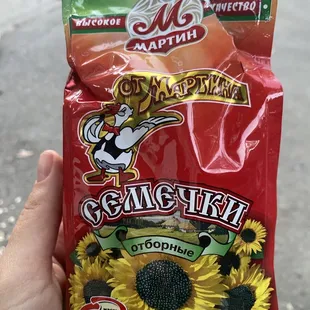 ВЫСОКОЕ КАЧЕСТВО
М
МАРТИН
ОТ МАРТИНА
СЕМЕЧКИ
отборные